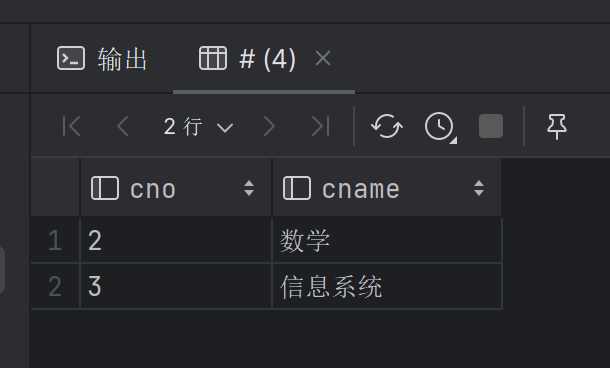 输出 # (4)
2 行
cno cname
1 2 数学
2 3 信息系统